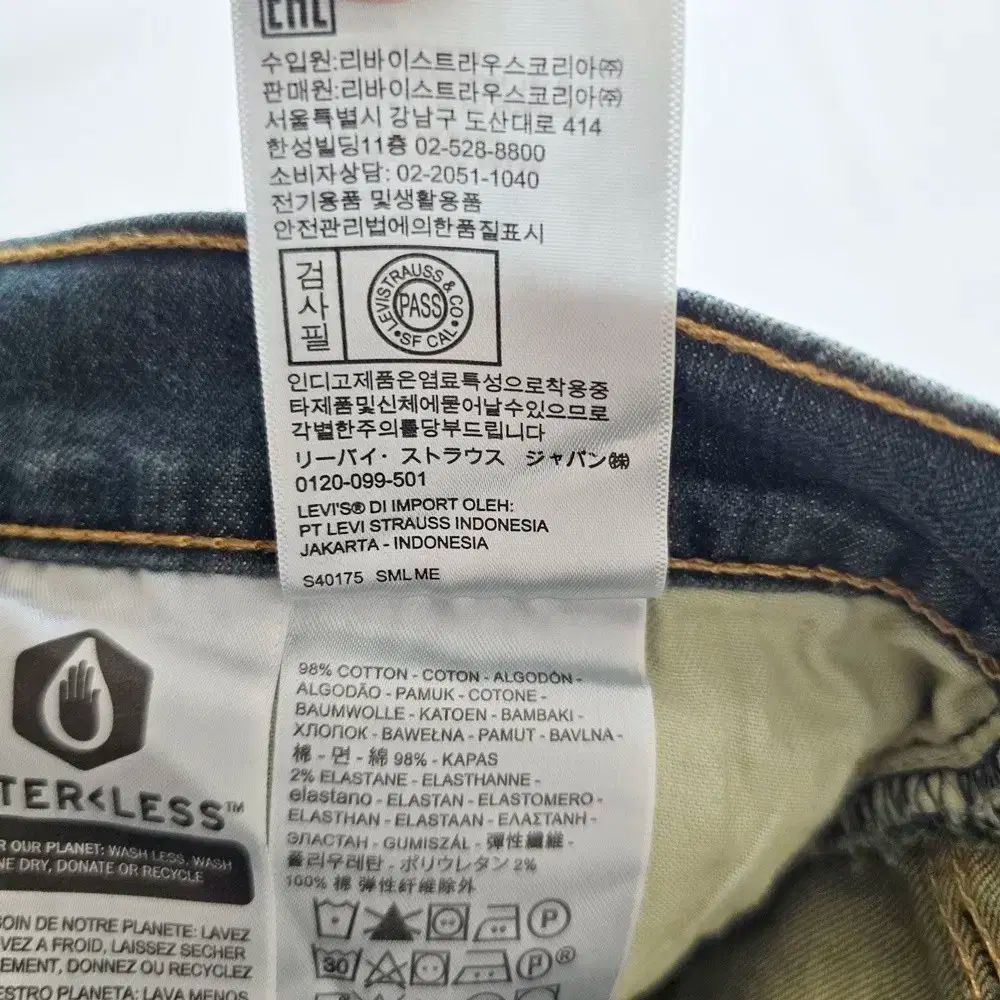 EAC
수입원:리바이스트라우스코리아㈜
판매원:리바이스트라우스코리아㈜
서울특별시 강남구 도산대로 414
한성빌딩11층 02-528-8800
소비자상담: 02-2051-1040
전기용품 및생활용품
안전관리법에의한품질표시
검사필
LEVI STRAUSS & CO
PASS
SF CAL
인디고제품은염료특성으로착용중
타제품및신체에묻어날수있으므로
각별한주의를당부드립니다
リーバイ・ストラウス ジャパン㈱
0120-099-501
LEVI'S® DI IMPORT OLEH:
PT LEVI STRAUSS INDONESIA
JAKARTA - INDONESIA
S40175 SML ME
TER<LESS™
R OUR PLANET: WASH LESS, WASH
NE DRY, DONATE OR RECYCLE
OIN DE NOTRE PLANETE: LAVEZ
VEZ A FROID, LAISSEZ SECHER
EMENT, DONNEZ OU RECYCLEZ
ESTRO PLANETA: LAVA MENOS
98% COTTON - COTON - ALGODÓN -
ALGODÃO - PAMUK - COTONE -
BAUMWOLLE - KATOEN - BAMBAKI -
ХЛОПОК - BAWEŁNA - PAMUT - BAVLNA -
棉 - 면 - 綿 98% - KAPAS
2% ELASTANE - ELASTHANNE -
elastano - ELASTAN - ELASTOMERO -
ELASTHAN - ELASTAAN - ΕΛΑΣΤΑΝΗ -
ЭЛАСТАН - GUMISZÁL - 彈性纖維 -
폴리우레탄 - ポリウレタン 2%
100% 棉 弹性纤维除外
P
30
P